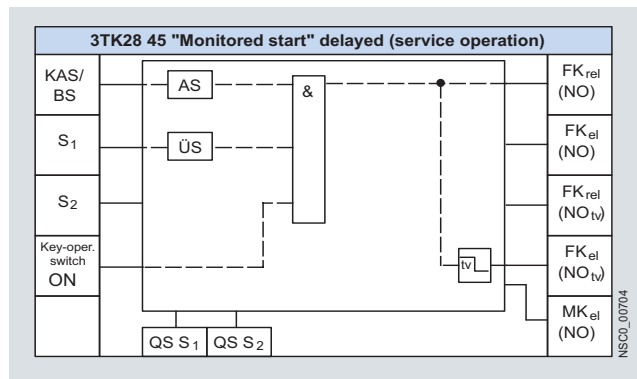 3TK28 45 "Monitored start" delayed (service operation)
KAS/
BS
AS
&
FKrel
(NO)
S1
ÜS
FKel
(NO)
S2
FKrel
(NOtv)
Key-oper.
switch
ON
tv
FKel
(NOtv)
MKel
(NO)
QS S1
QS S2
NSC0_00704